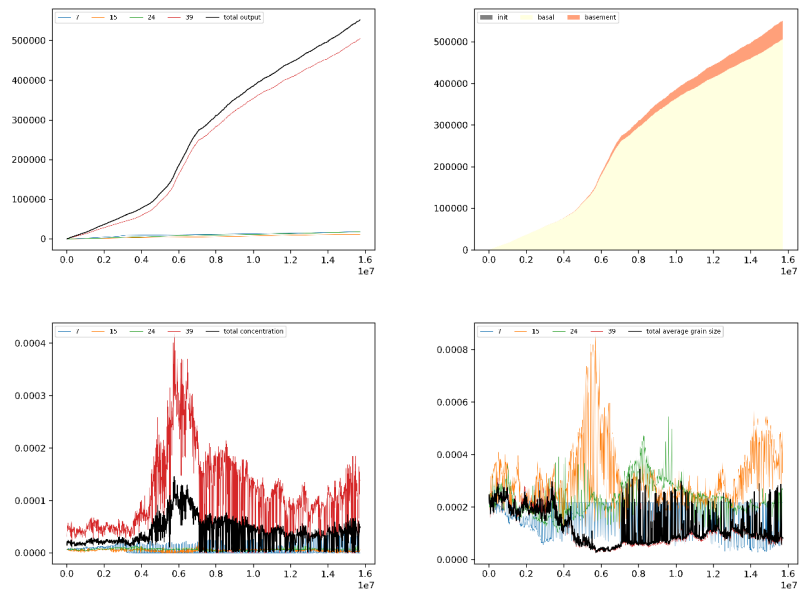 7 15 24 39 total output
500000
400000
300000
200000
100000
0
0.0 0.2 0.4 0.6 0.8 1.0 1.2 1.4 1.6
1e7
init basal basement
500000
400000
300000
200000
100000
0
0.0 0.2 0.4 0.6 0.8 1.0 1.2 1.4 1.6
1e7
7 15 24 39 total concentration
0.0004
0.0003
0.0002
0.0001
0.0000
0.0 0.2 0.4 0.6 0.8 1.0 1.2 1.4 1.6
1e7
7 15 24 39 total average grain size
0.0008
0.0006
0.0004
0.0002
0.0000
0.0 0.2 0.4 0.6 0.8 1.0 1.2 1.4 1.6
1e7